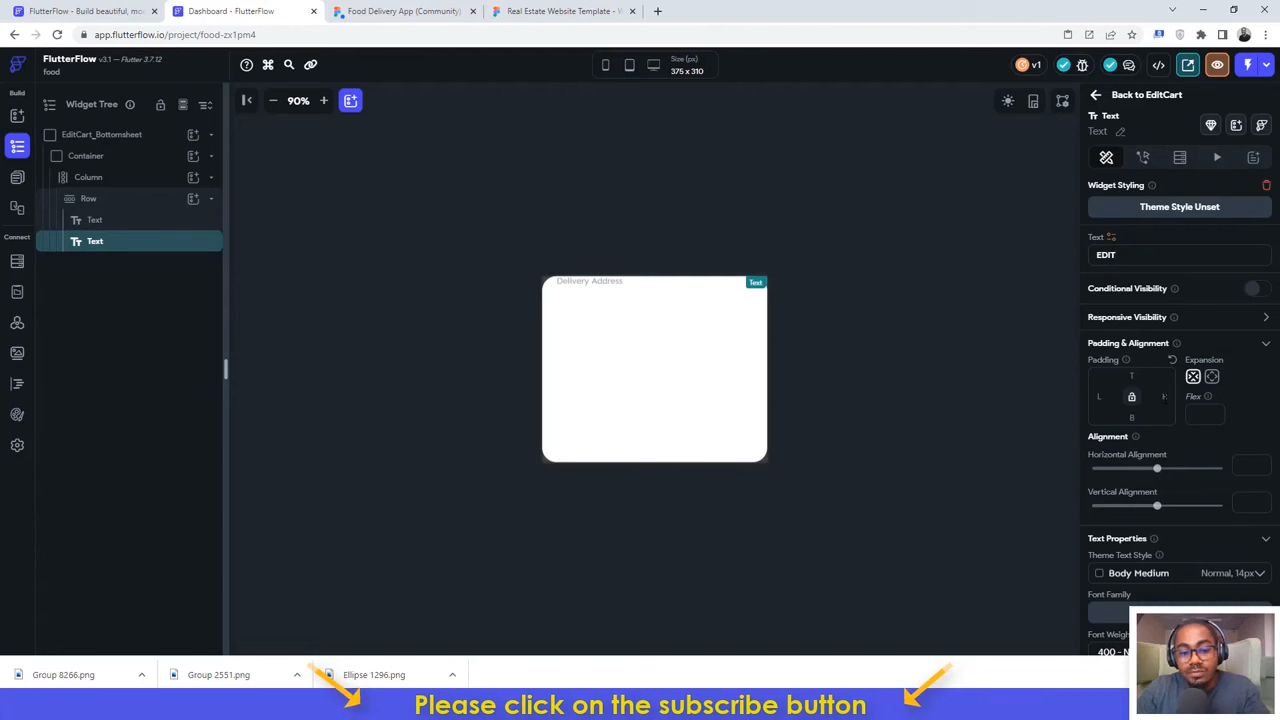 FlutterFlow - Build beautiful, mo
Dashboard - FlutterFlow
Food Delivery App (Community)
Real Estate Website Template - W
app.flutterflow.io/project/food-zx1pm4
FlutterFlow v3.1 - Flutter 3.7.12
food
Size (px)
375 x 310
v1
Build
Widget Tree
90%
Back to EditCart
EditCart_Bottomsheet
Text
Text
Container
Column
Widget Styling
Row
Theme Style Unset
Text
Connect
Text
Text
EDIT
Delivery Address
Text
Conditional Visibility
Responsive Visibility
Padding & Alignment
Padding
Expansion
T
L
Flex
B
Alignment
Horizontal Alignment
Vertical Alignment
Text Properties
Theme Text Style
Body Medium
Normal, 14px
Font Family
Font Weig
400 - N
Group 8266.png
Group 2551.png
Ellipse 1296.png
Please click on the subscribe button